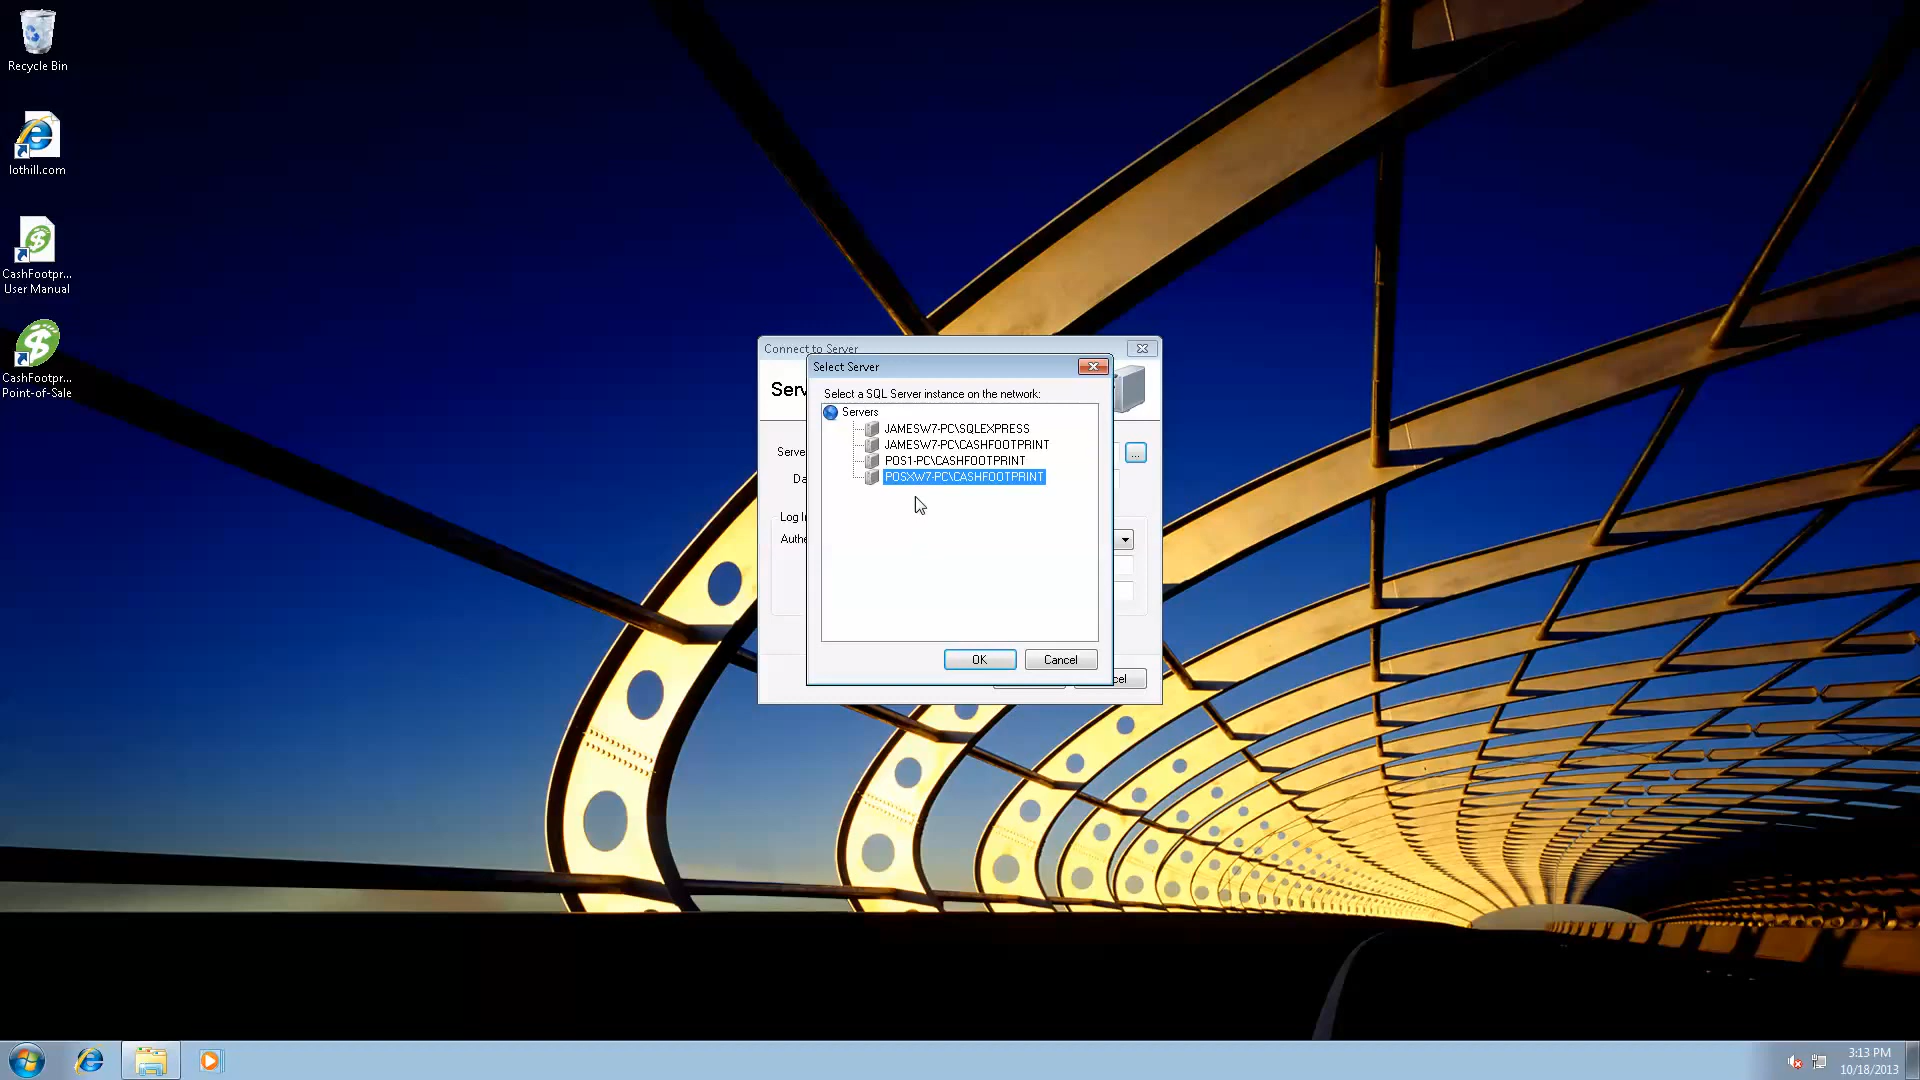 Recycle Bin
lothill.com
CashFootpr...
User Manual
CashFootpr...
Point-of-Sale
Connect to Server
Select Server
Serv
Select a SQL Server instance on the network:
Servers
JAMESW7-PC\SQLEXPRESS
JAMESW7-PC\CASHFOOTPRINT
POS1-PC\CASHFOOTPRINT
POSXW7-PC\CASHFOOTPRINT
Serve
...
Da
Log In
Authe
OK
Cancel
cel
3:13 PM
10/18/2013